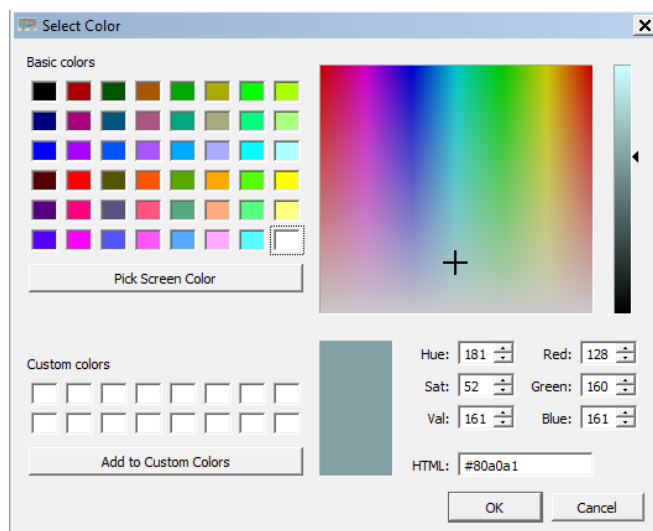 Select Color
Basic colors
Pick Screen Color
Custom colors
Add to Custom Colors
Hue: 181 Red: 128
Sat: 52 Green: 160
Val: 161 Blue: 161
HTML: #80a0a1
OK Cancel